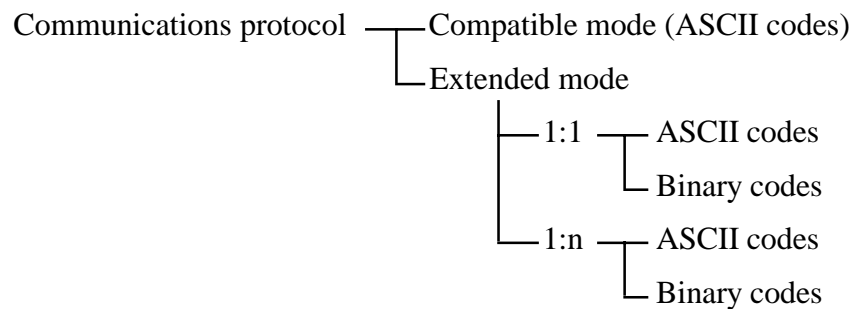 Communications protocol Compatible mode (ASCII codes)
Extended mode
1:1 ASCII codes
Binary codes
1:n ASCII codes
Binary codes